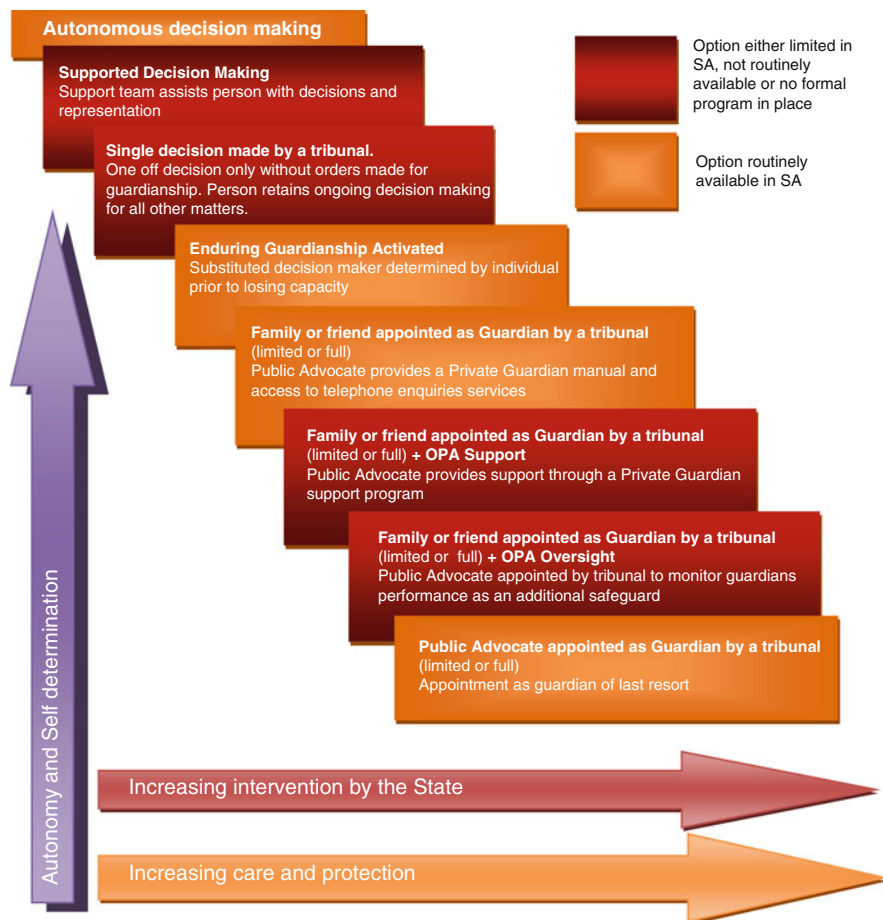 Autonomous decision making
Supported Decision Making
Support team assists person with decisions and
representation
Single decision made by a tribunal.
One off decision only without orders made for
guardianship. Person retains ongoing decision making
for all other matters.
Enduring Guardianship Activated
Substituted decision maker determined by individual
prior to losing capacity
Family or friend appointed as Guardian by a tribunal
(limited or full)
Public Advocate provides a Private Guardian manual and
access to telephone enquiries services
Family or friend appointed as Guardian by a tribunal
(limited or full) + OPA Support
Public Advocate provides support through a Private Guardian
support program
Family or friend appointed as Guardian by a tribunal
(limited or full) + OPA Oversight
Public Advocate appointed by tribunal to monitor guardians
performance as an additional safeguard
Public Advocate appointed as Guardian by a tribunal
(limited or full)
Appointment as guardian of last resort
Option either limited in
SA, not routinely
available or no formal
program in place
Option routinely
available in SA
Autonomy and Self determination
Increasing intervention by the State
Increasing care and protection